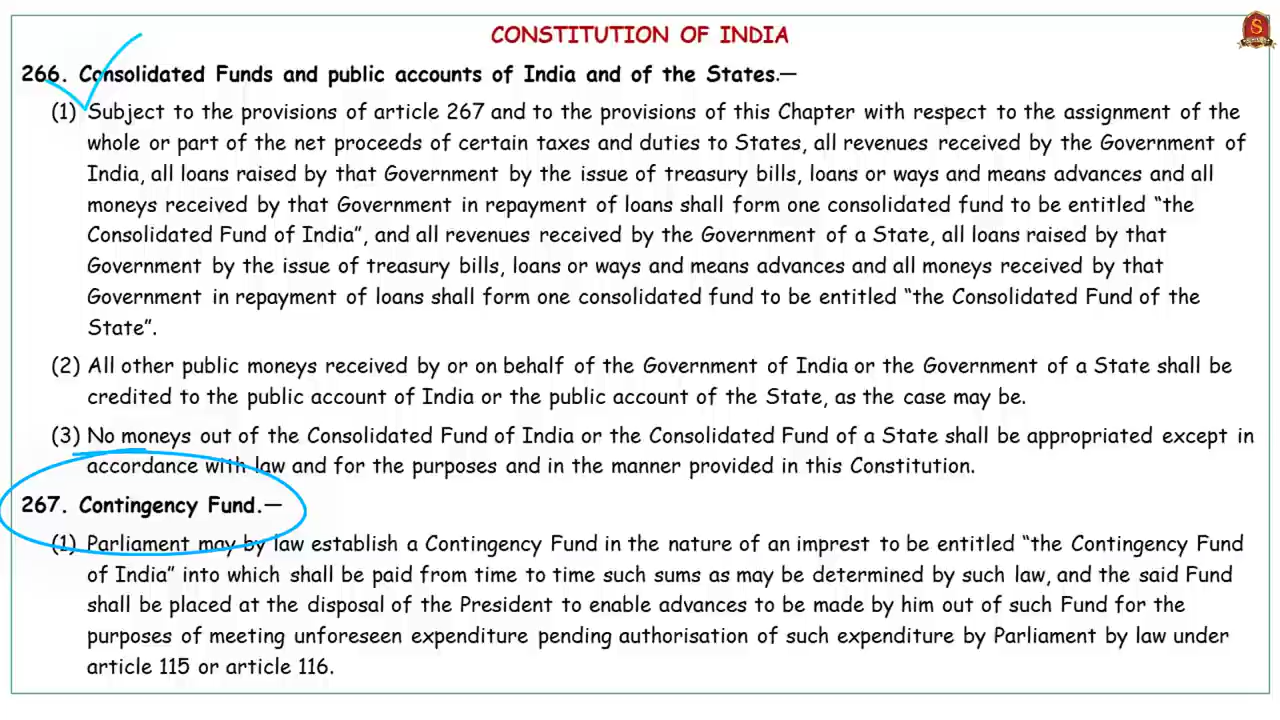 CONSTITUTION OF INDIA
266. Consolidated Funds and public accounts of India and of the States.—
(1) Subject to the provisions of article 267 and to the provisions of this Chapter with respect to the assignment of the
whole or part of the net proceeds of certain taxes and duties to States, all revenues received by the Government of
India, all loans raised by that Government by the issue of treasury bills, loans or ways and means advances and all
moneys received by that Government in repayment of loans shall form one consolidated fund to be entitled “the
Consolidated Fund of India”, and all revenues received by the Government of a State, all loans raised by that
Government by the issue of treasury bills, loans or ways and means advances and all moneys received by that
Government in repayment of loans shall form one consolidated fund to be entitled “the Consolidated Fund of the
State”.
(2) All other public moneys received by or on behalf of the Government of India or the Government of a State shall be
credited to the public account of India or the public account of the State, as the case may be.
(3) No moneys out of the Consolidated Fund of India or the Consolidated Fund of a State shall be appropriated except in
accordance with law and for the purposes and in the manner provided in this Constitution.
267. Contingency Fund.—
(1) Parliament may by law establish a Contingency Fund in the nature of an imprest to be entitled “the Contingency Fund
of India” into which shall be paid from time to time such sums as may be determined by such law, and the said Fund
shall be placed at the disposal of the President to enable advances to be made by him out of such Fund for the
purposes of meeting unforeseen expenditure pending authorisation of such expenditure by Parliament by law under
article 115 or article 116.